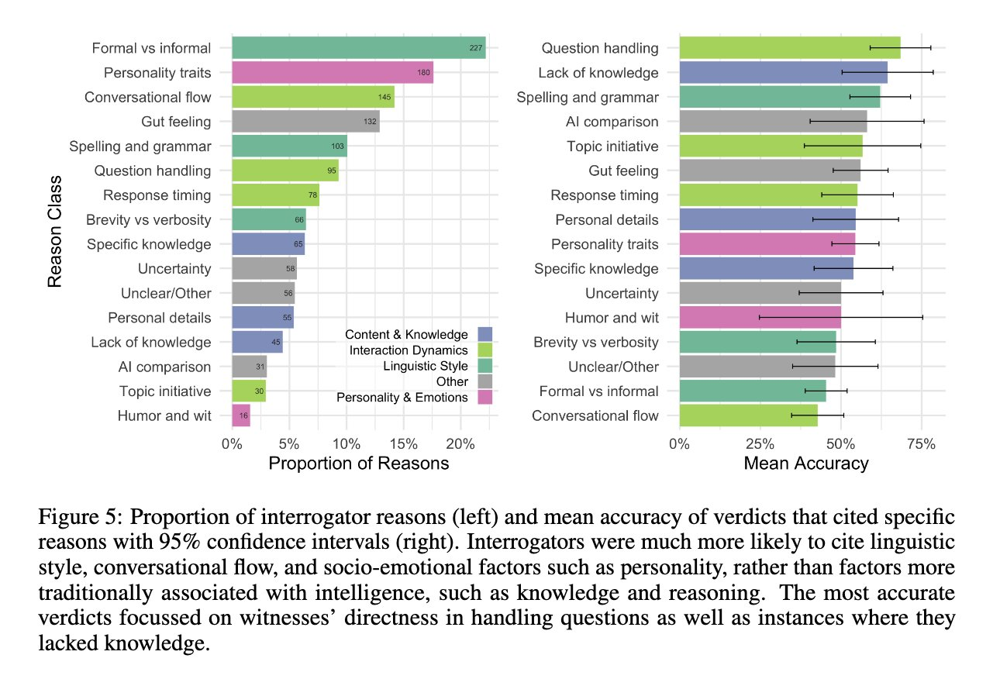 Reason Class
Formal vs informal 227
Personality traits 180
Conversational flow 145
Gut feeling 132
Spelling and grammar 103
Question handling 95
Response timing 78
Brevity vs verbosity 66
Specific knowledge 65
Uncertainty 58
Unclear/Other 56
Personal details 55
Lack of knowledge 45
AI comparison 31
Topic initiative 30
Humor and wit 16
Content & Knowledge
Interaction Dynamics
Linguistic Style
Other
Personality & Emotions
0% 5% 10% 15% 20%
Proportion of Reasons
Question handling
Lack of knowledge
Spelling and grammar
AI comparison
Topic initiative
Gut feeling
Response timing
Personal details
Personality traits
Specific knowledge
Uncertainty
Humor and wit
Brevity vs verbosity
Unclear/Other
Formal vs informal
Conversational flow
0% 25% 50% 75%
Mean Accuracy
Figure 5: Proportion of interrogator reasons (left) and mean accuracy of verdicts that cited specific
reasons with 95% confidence intervals (right). Interrogators were much more likely to cite linguistic
style, conversational flow, and socio-emotional factors such as personality, rather than factors more
traditionally associated with intelligence, such as knowledge and reasoning. The most accurate
verdicts focussed on witnesses’ directness in handling questions as well as instances where they
lacked knowledge.